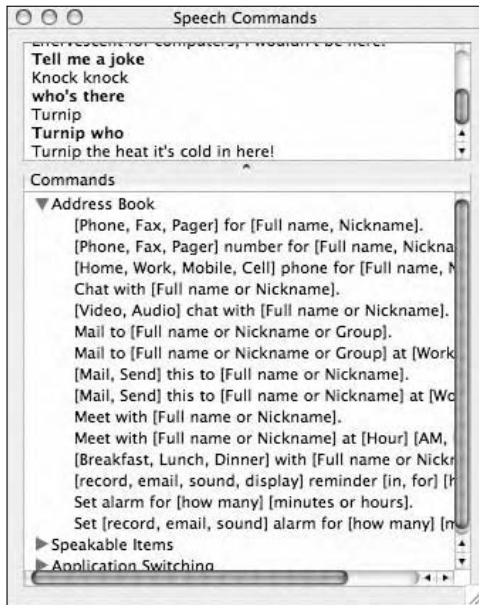 Speech Commands
Effervescent for computers, I wouldn't be here!
Tell me a joke
Knock knock
who's there
Turnip
Turnip who
Turnip the heat it's cold in here!
Commands
Address Book
[Phone, Fax, Pager] for [Full name, Nickname].
[Phone, Fax, Pager] number for [Full name, Nickna
[Home, Work, Mobile, Cell] phone for [Full name, N
Chat with [Full name or Nickname].
[Video, Audio] chat with [Full name or Nickname].
Mail to [Full name or Nickname or Group].
Mail to [Full name or Nickname or Group] at [Work
[Mail, Send] this to [Full name or Nickname].
[Mail, Send] this to [Full name or Nickname] at [Wo
Meet with [Full name or Nickname].
Meet with [Full name or Nickname] at [Hour] [AM,
[Breakfast, Lunch, Dinner] with [Full name or Nickn
[record, email, sound, display] reminder [in, for] [h
Set alarm for [how many] [minutes or hours].
Set [record, email, sound] alarm for [how many] [m
Speakable Items
Application Switching